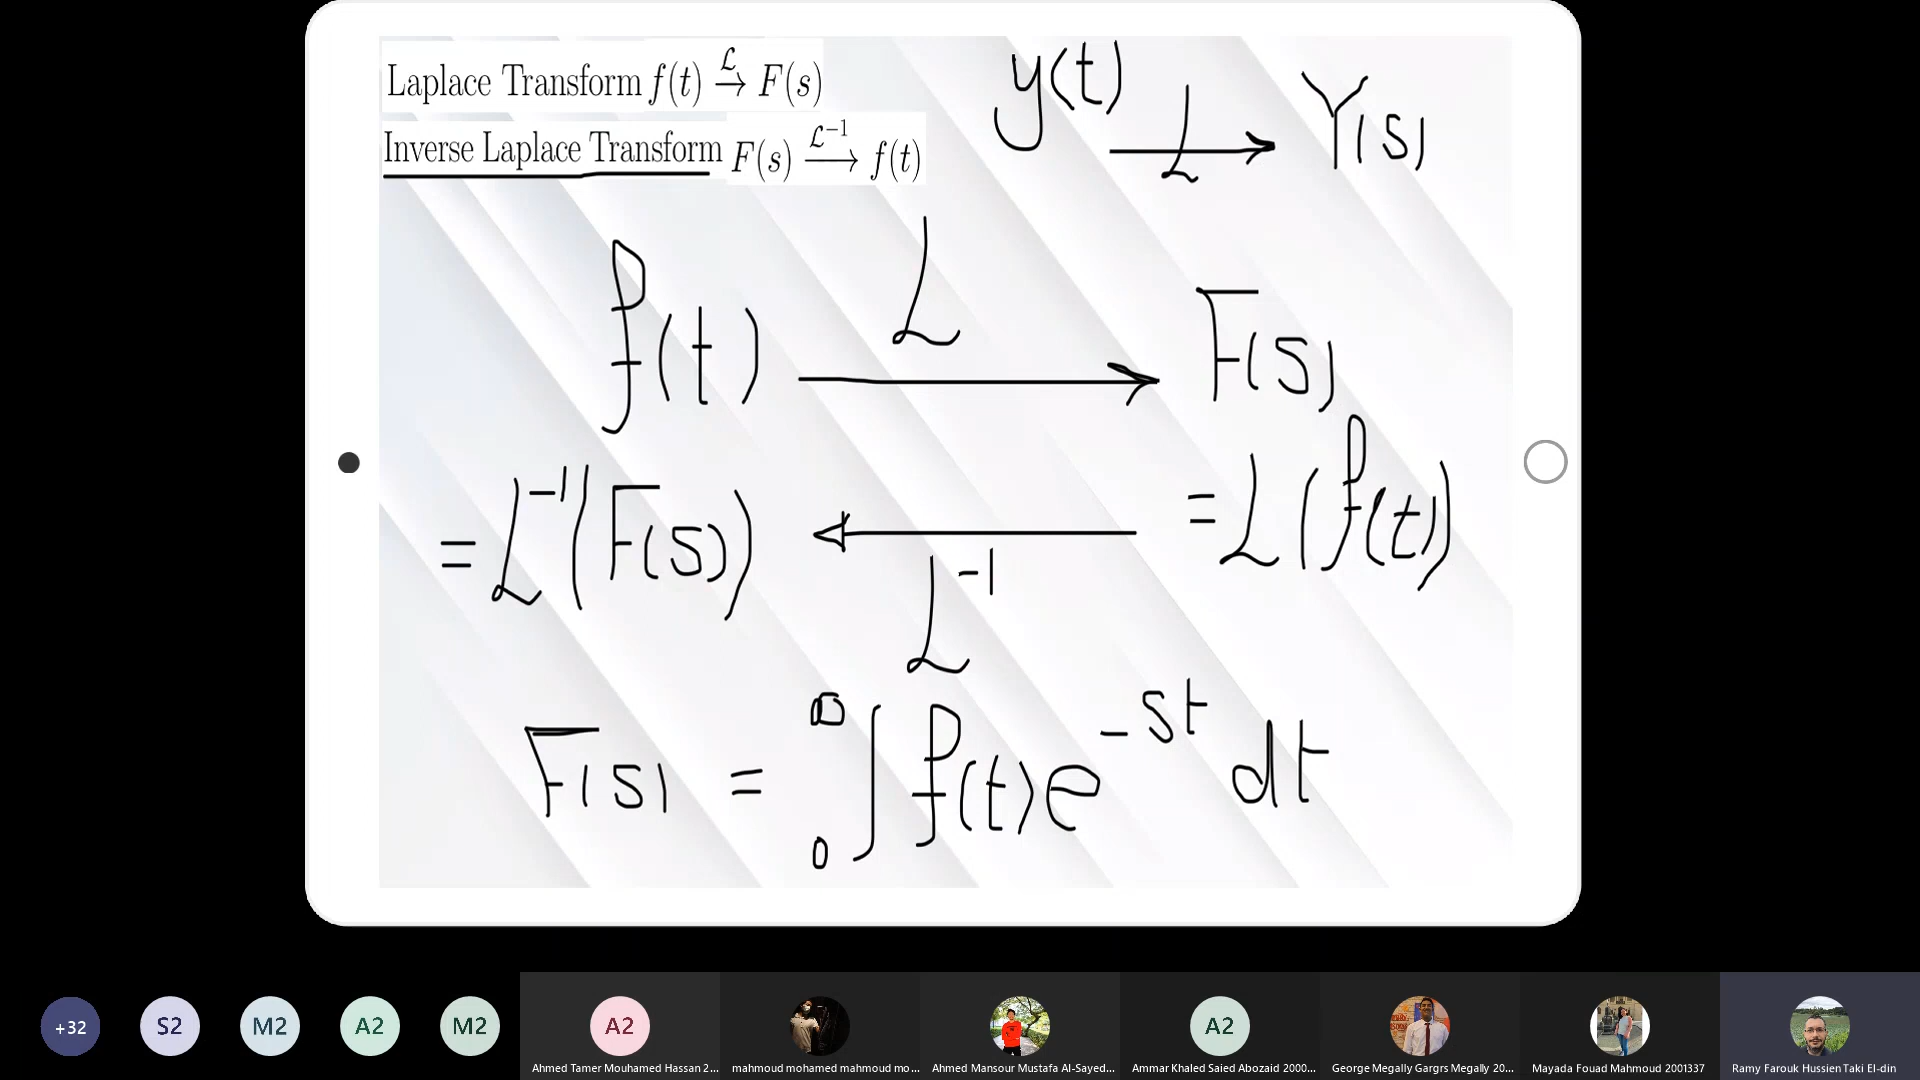 Laplace Transform f(t) →^ℒ F(s)
Inverse Laplace Transform F(s) →^ℒ⁻¹ f(t)
y(t) →^ℒ Y(s)
f(t) →^ℒ F(s)
= ℒ⁻¹(F(s)) ←^ℒ⁻¹ = ℒ(f(t))
F(s) = ∫₀^∞ f(t) e^{-st} dt
+32
S2
M2
A2
M2
A2
A2
Ahmed Tamer Mouhamed Hassan 2...
mahmoud mohamed mahmoud mo...
Ahmed Mansour Mustafa Al-Sayed...
Ammar Khaled Saied Abozaid 2000...
George Megally Gargrs Megally 20...
Mayada Fouad Mahmoud 2001337
Ramy Farouk Hussien Taki El-din